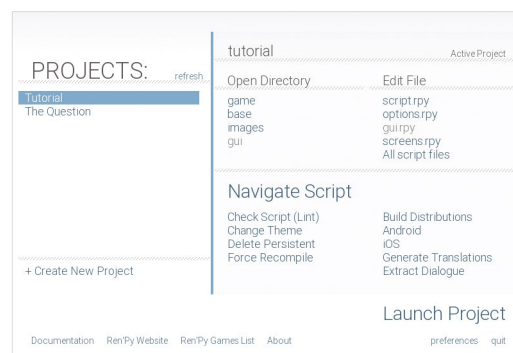 PROJECTS:
refresh
Tutorial
The Question
+ Create New Project
tutorial
Active Project
Open Directory
game
base
images
gui
Edit File
script.rpy
options.rpy
gui.rpy
screens.rpy
All script files
Navigate Script
Check Script (Lint)
Change Theme
Delete Persistent
Force Recompile
Build Distributions
Android
iOS
Generate Translations
Extract Dialogue
Launch Project
Documentation Ren'Py Website Ren'Py Games List About
preferences quit